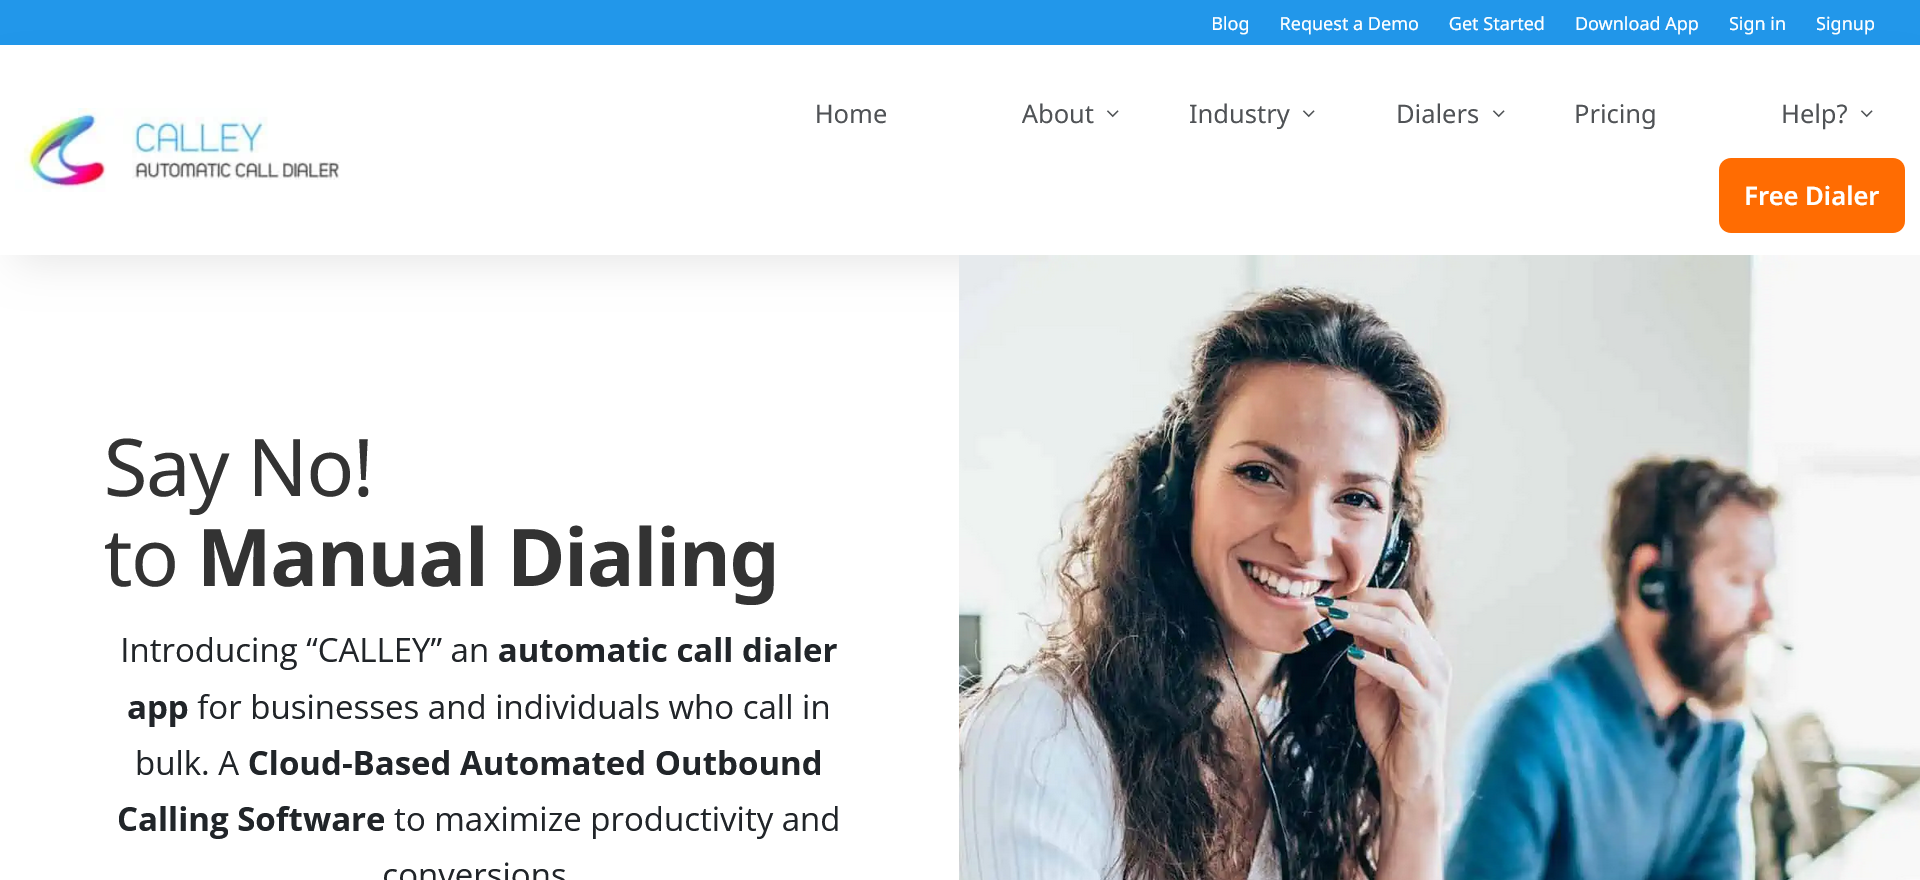 Blog Request a Demo Get Started Download App Sign in Signup
CALLEY
AUTOMATIC CALL DIALER
Home About Industry Dialers Pricing Help?
Free Dialer
Say No!
to Manual Dialing
Introducing “CALLEY” an automatic call dialer
app for businesses and individuals who call in
bulk. A Cloud-Based Automated Outbound
Calling Software to maximize productivity and
conversions